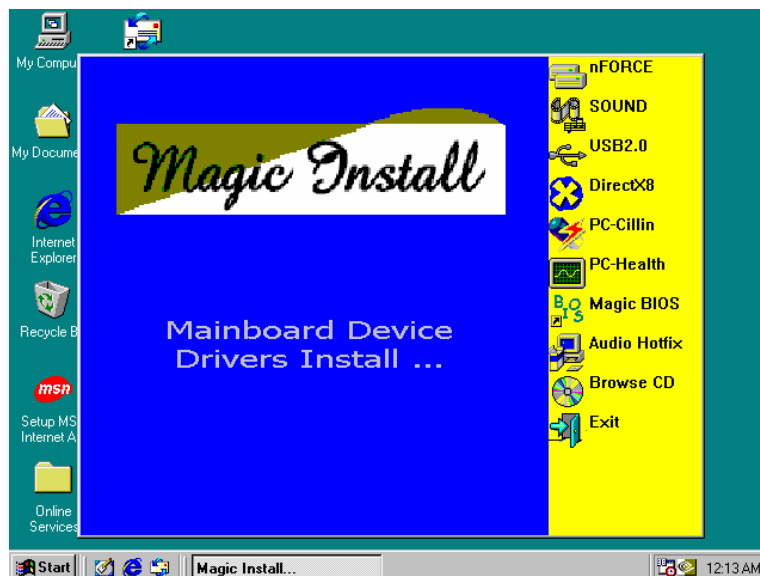 My Compu
My Docume
Internet
Explorer
Recycle B
msn
Setup MS
Internet A
Online
Services
Magic Install
Mainboard Device
Drivers Install ...
nFORCE
SOUND
USB2.0
DirectX8
PC-Cillin
PC-Health
BIOS
Magic BIOS
Audio Hotfix
Browse CD
Exit
Start
Magic Install...
12:13 AM